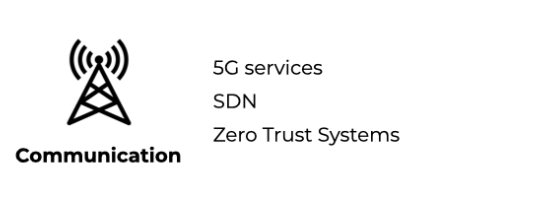 5G services
SDN
Zero Trust Systems
Communication